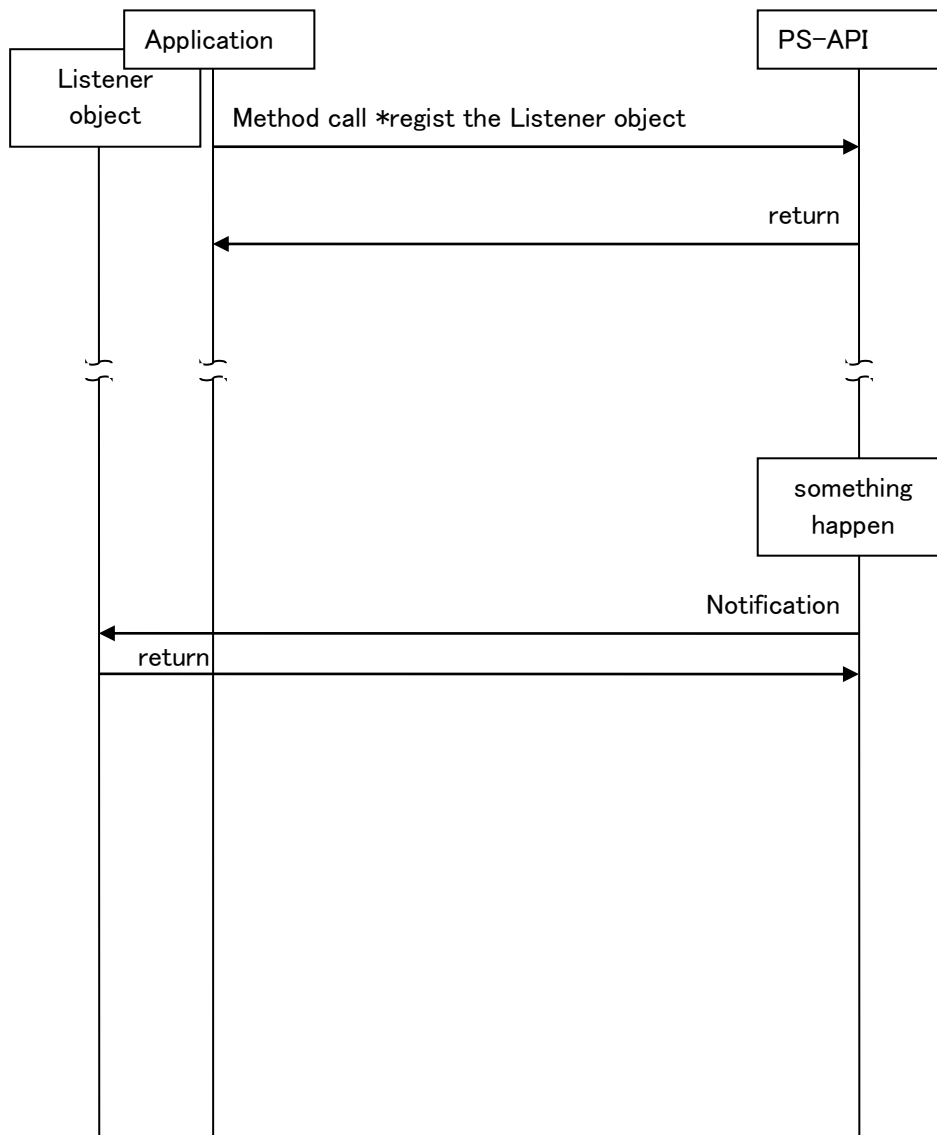 Application
PS-API
Listener
object
Method call *regist the Listener object
return
something
happen
Notification
return